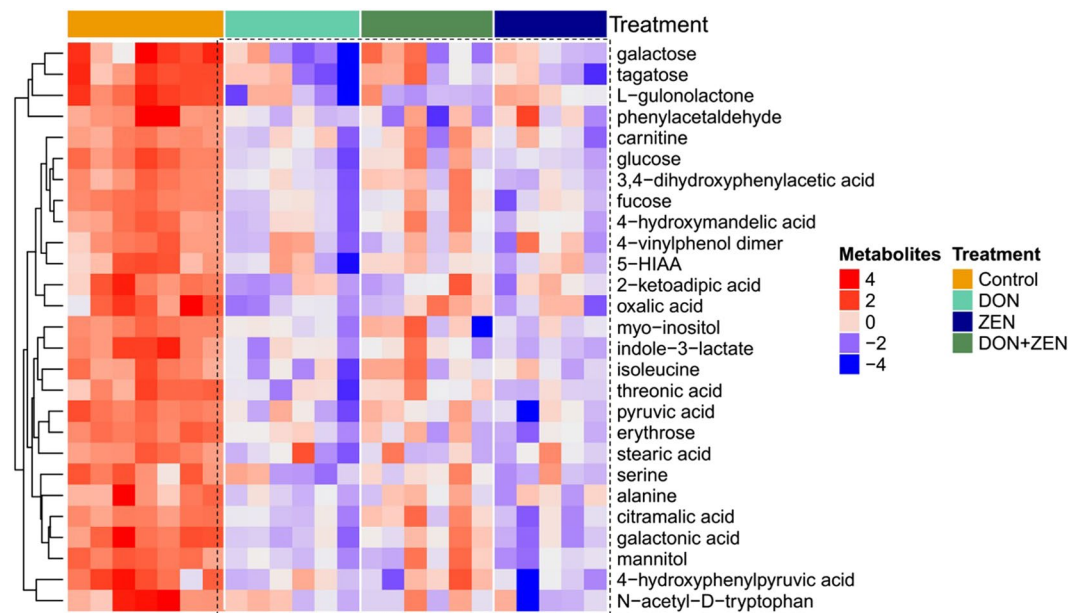 Treatment
galactose
tagatose
L−gulonolactone
phenylacetaldehyde
carnitine
glucose
3,4−dihydroxyphenylacetic acid
fucose
4−hydroxymandelic acid
4−vinylphenol dimer
5−HIAA
2−ketoadipic acid
oxalic acid
myo−inositol
indole−3−lactate
isoleucine
threonic acid
pyruvic acid
erythrose
stearic acid
serine
alanine
citramalic acid
galactonic acid
mannitol
4−hydroxyphenylpyruvic acid
N−acetyl−D−tryptophan
Metabolites
4
2
0
−2
−4
Treatment
Control
DON
ZEN
DON+ZEN